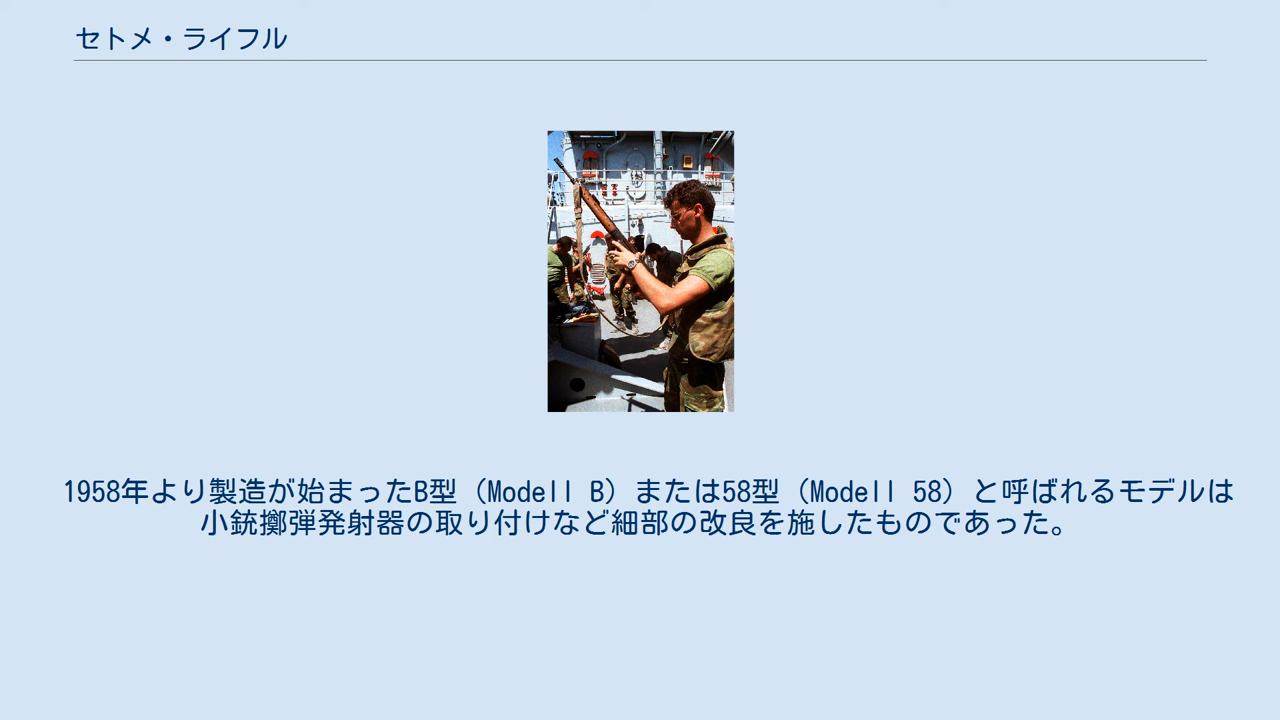 セトメ・ライフル
1958年より製造が始まったB型（Modell B）または58型（Modell 58）と呼ばれるモデルは
小銃擲弾発射器の取り付けなど細部の改良を施したものであった。